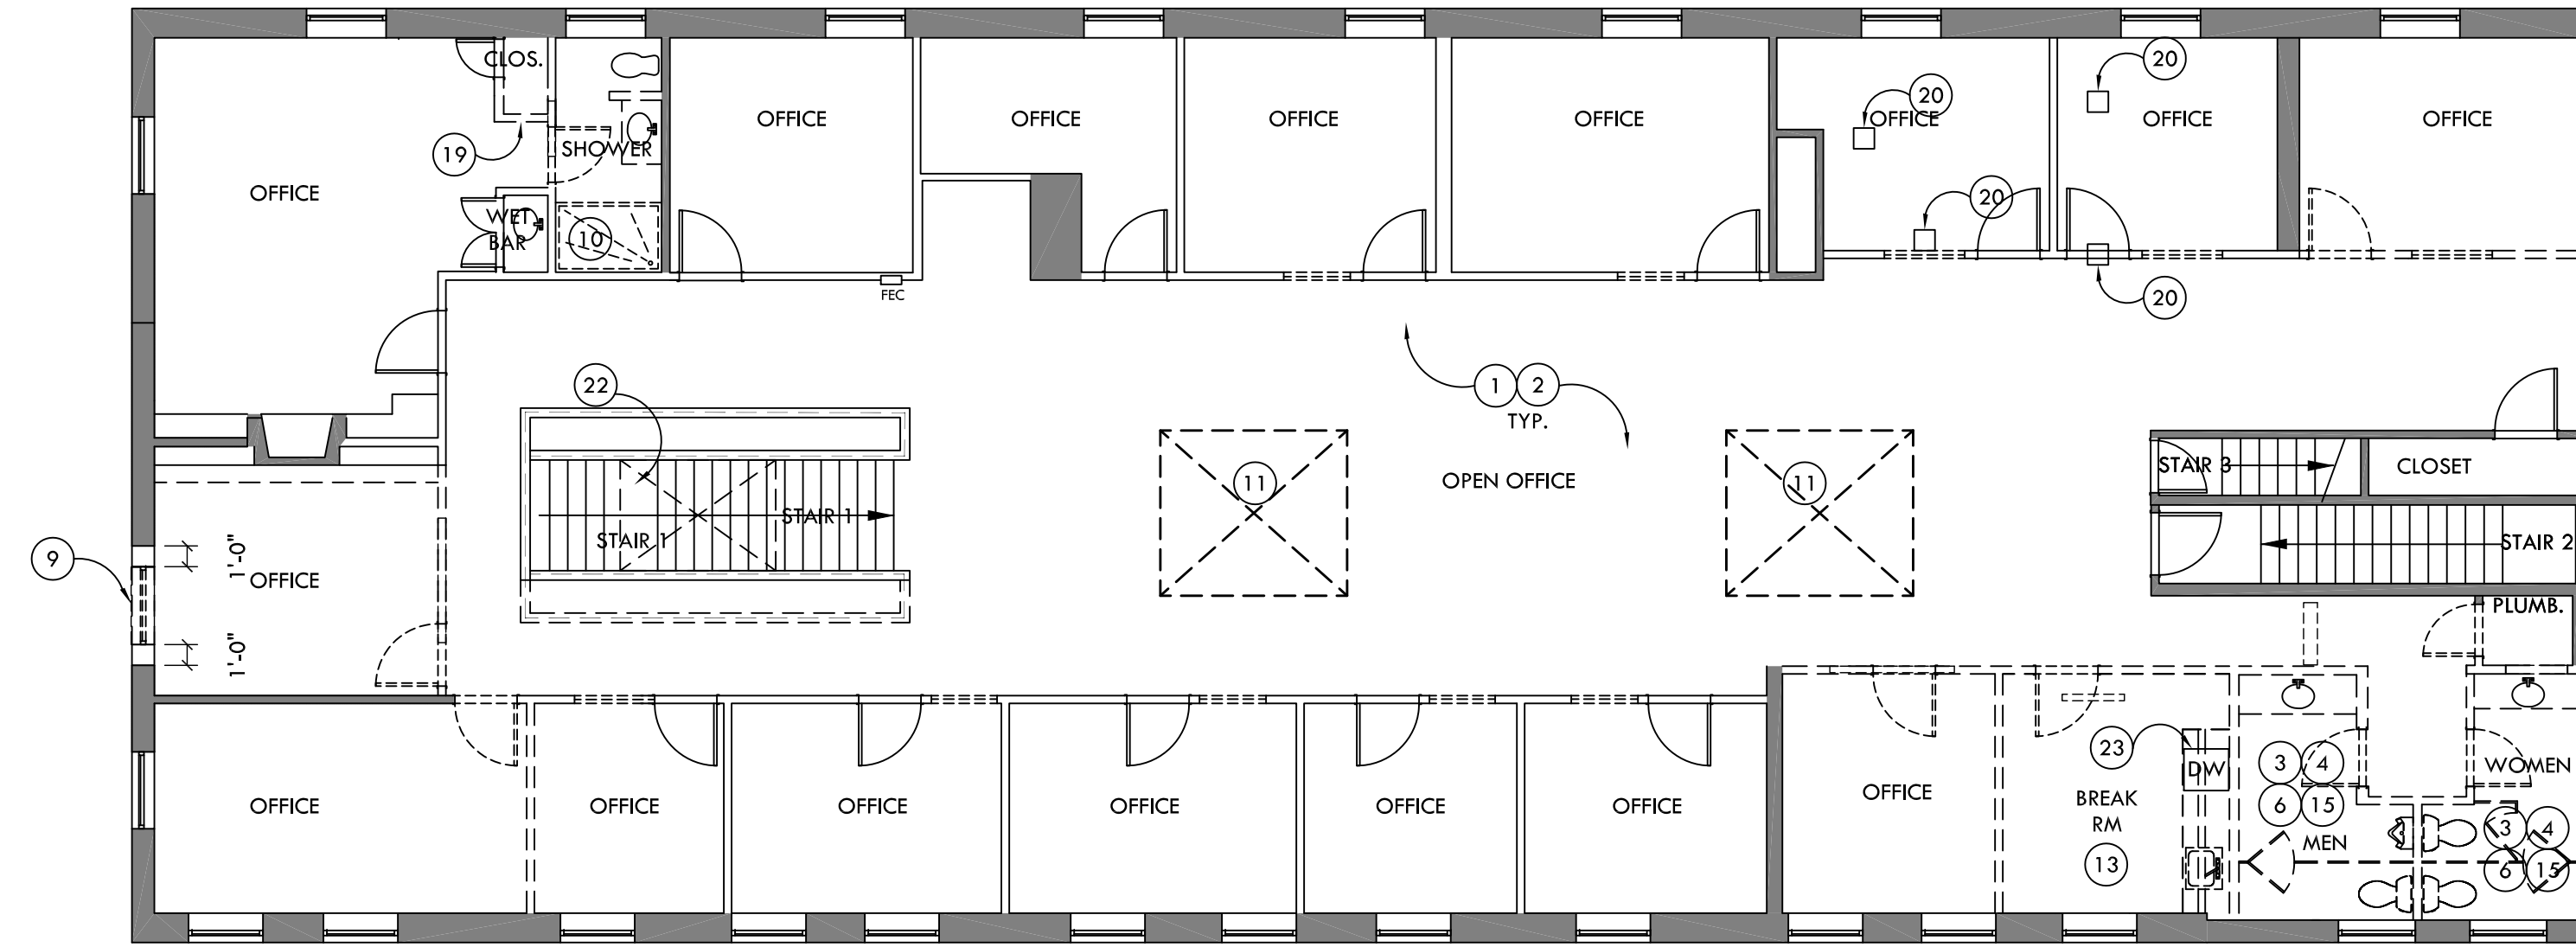 CLOS.
20
20
OFFICE
OFFICE
OFFICE
OFFICE
OFFICE
OFFICE
OFFICE
19
SHOWER
OFFICE
20
WET
BAR
10
FEC
20
22
1
2
TYP.
STAIR 3
CLOSET
OPEN OFFICE
11
11
STAIR 1
STAIR 1
STAIR 2
9
1'-0"
OFFICE
1'-0"
PLUMB.
23
DW
3
4
WOMEN
OFFICE
BREAK
RM
6
15
OFFICE
OFFICE
OFFICE
OFFICE
OFFICE
OFFICE
3
4
MEN
13
6
15